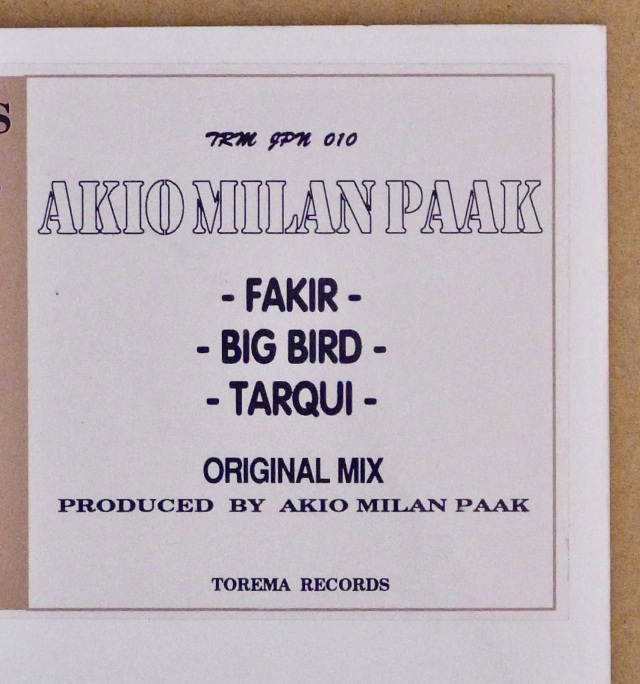 S
TRM JPN 010
AKIO MILAN PAAK
- FAKIR -
- BIG BIRD -
- TARQUI -
ORIGINAL MIX
PRODUCED BY AKIO MILAN PAAK
TOREMA RECORDS